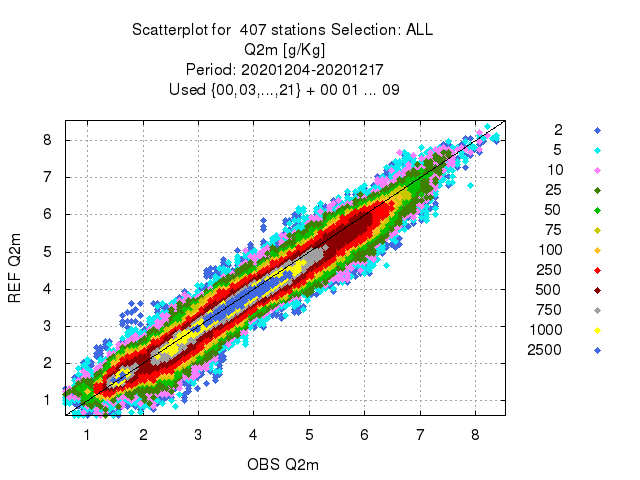 Scatterplot for 407 stations Selection: ALL
Q2m [g/Kg]
Period: 20201204-20201217
Used {00,03,...,21} + 00 01 ... 09
REF Q2m
8
7
6
5
4
3
2
1
1 2 3 4 5 6 7 8
OBS Q2m
2
5
10
25
50
75
100
250
500
750
1000
2500